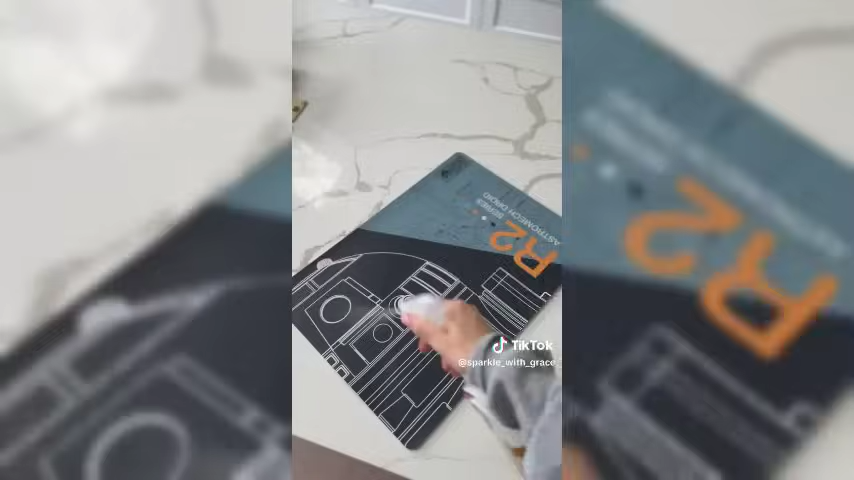 R2
SERIES
ASTROMECH DROID
TikTok
@sparkle_with_grace